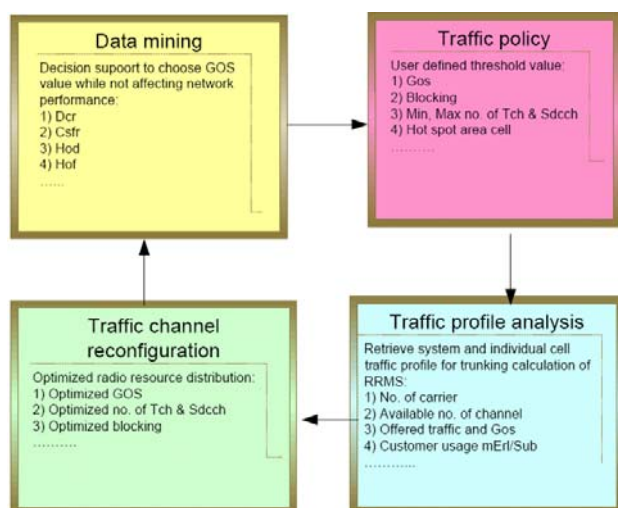 Data mining
Decision supoort to choose GOS
value while not affecting network
performance:
1) Dcr
2) Csfr
3) Hod
4) Hof
......
Traffic policy
User defined threshold value:
1) Gos
2) Blocking
3) Min, Max no. of Tch & Sdcch
4) Hot spot area cell
..........
Traffic channel
reconfiguration
Optimized radio resource distribution:
1) Optimized GOS
2) Optimized no. of Tch & Sdcch
3) Optimized blocking
..........
Traffic profile analysis
Retrieve system and individual cell
traffic profile for trunking calculation of
RRMS:
1) No. of carrier
2) Available no. of channel
3) Offered traffic and Gos
4) Customer usage mErl/Sub
...........